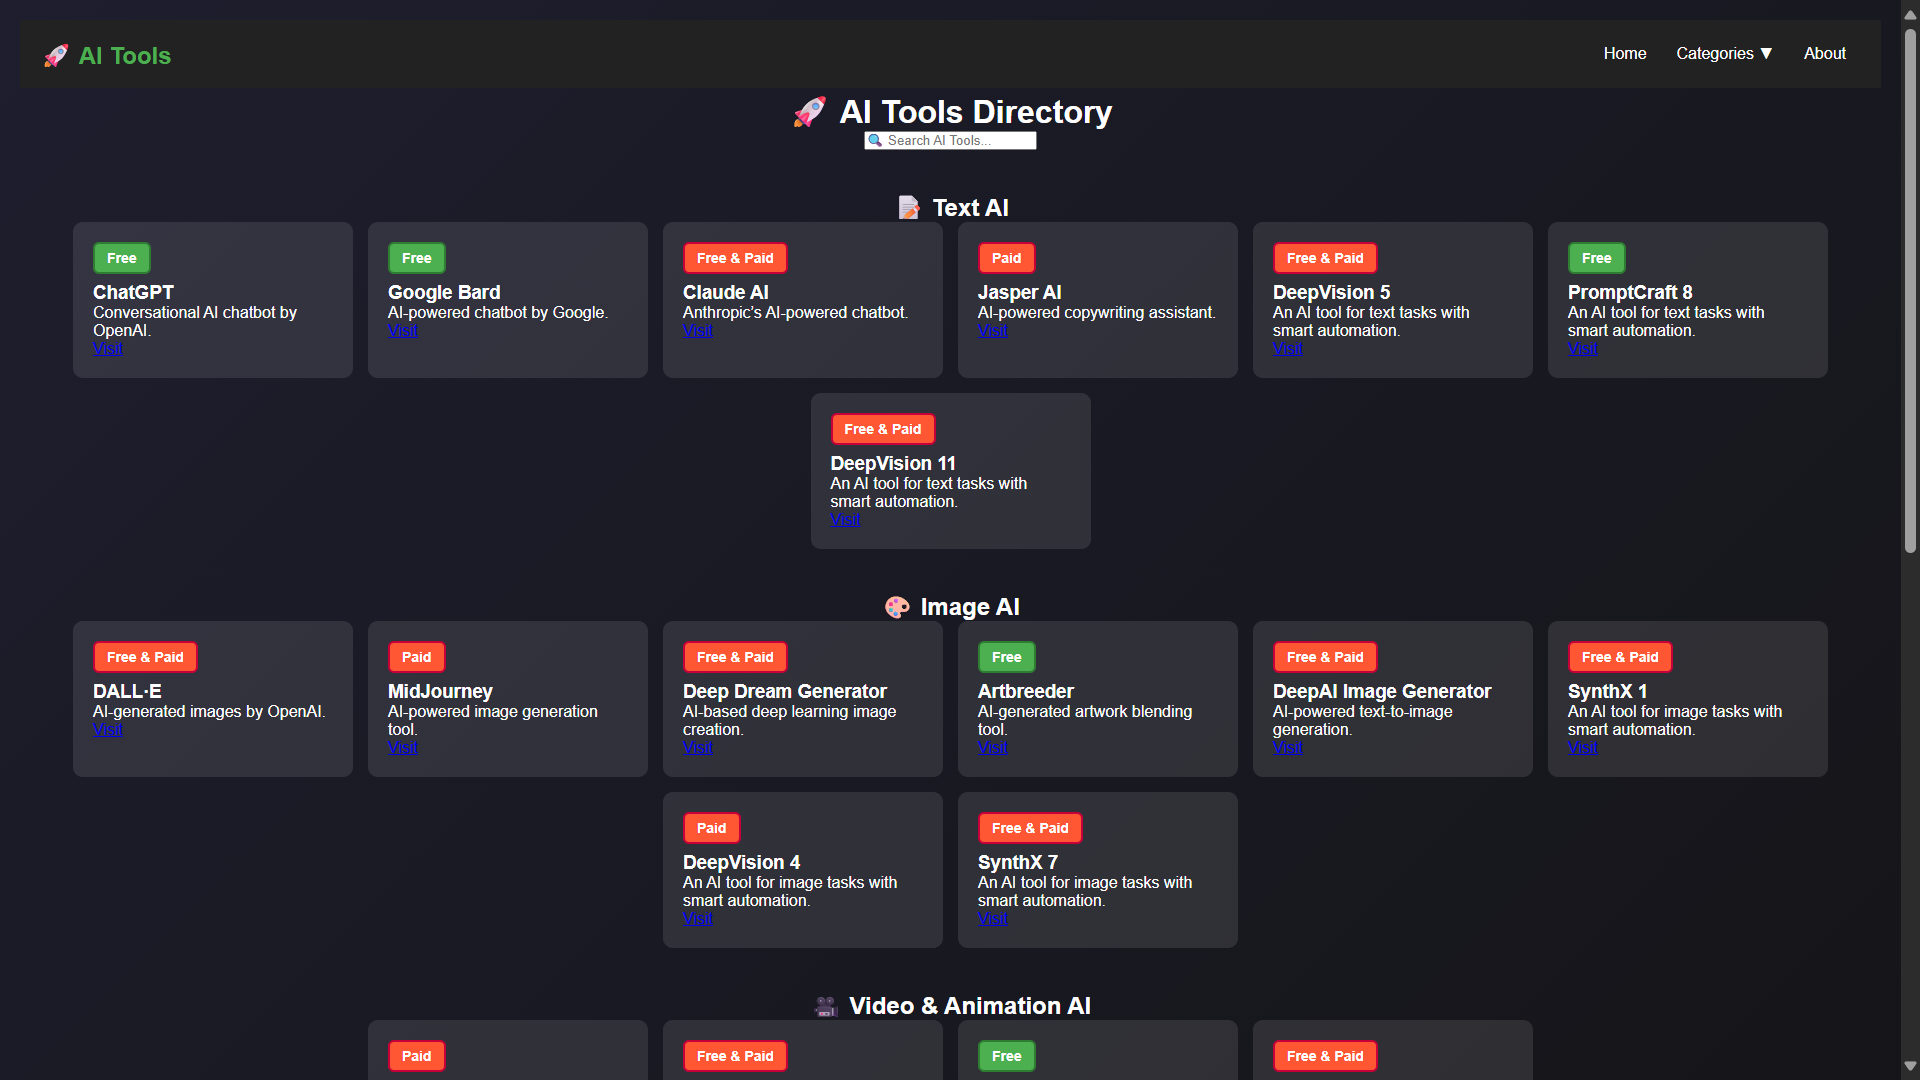 🚀 AI Tools
Home
Categories ▼
About
🚀 AI Tools Directory
🔍 Search AI Tools...
📝 Text AI
Free
ChatGPT
Conversational AI chatbot by
OpenAI.
Visit
Free
Google Bard
AI-powered chatbot by Google.
Visit
Free & Paid
Claude AI
Anthropic’s AI-powered chatbot.
Visit
Paid
Jasper AI
AI-powered copywriting assistant.
Visit
Free & Paid
DeepVision 5
An AI tool for text tasks with
smart automation.
Visit
Free
PromptCraft 8
An AI tool for text tasks with
smart automation.
Visit
Free & Paid
DeepVision 11
An AI tool for text tasks with
smart automation.
Visit
🎨 Image AI
Free & Paid
DALL·E
AI-generated images by OpenAI.
Visit
Paid
MidJourney
AI-powered image generation
tool.
Visit
Free & Paid
Deep Dream Generator
AI-based deep learning image
creation.
Visit
Free
Artbreeder
AI-generated artwork blending
tool.
Visit
Free & Paid
DeepAI Image Generator
AI-powered text-to-image
generation.
Visit
Free & Paid
SynthX 1
An AI tool for image tasks with
smart automation.
Visit
Paid
DeepVision 4
An AI tool for image tasks with
smart automation.
Visit
Free & Paid
SynthX 7
An AI tool for image tasks with
smart automation.
Visit
🎥 Video & Animation AI
Paid
Free & Paid
Free
Free & Paid